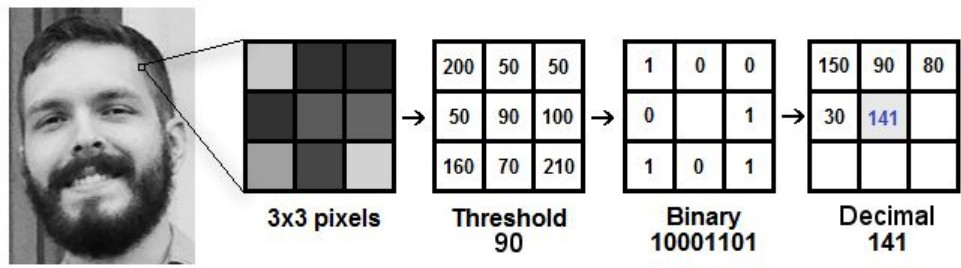 200 50 50
50 90 100
160 70 210
1 0 0
0 1
1 0 1
150 90 80
30 141
3x3 pixels
Threshold
90
Binary
10001101
Decimal
141